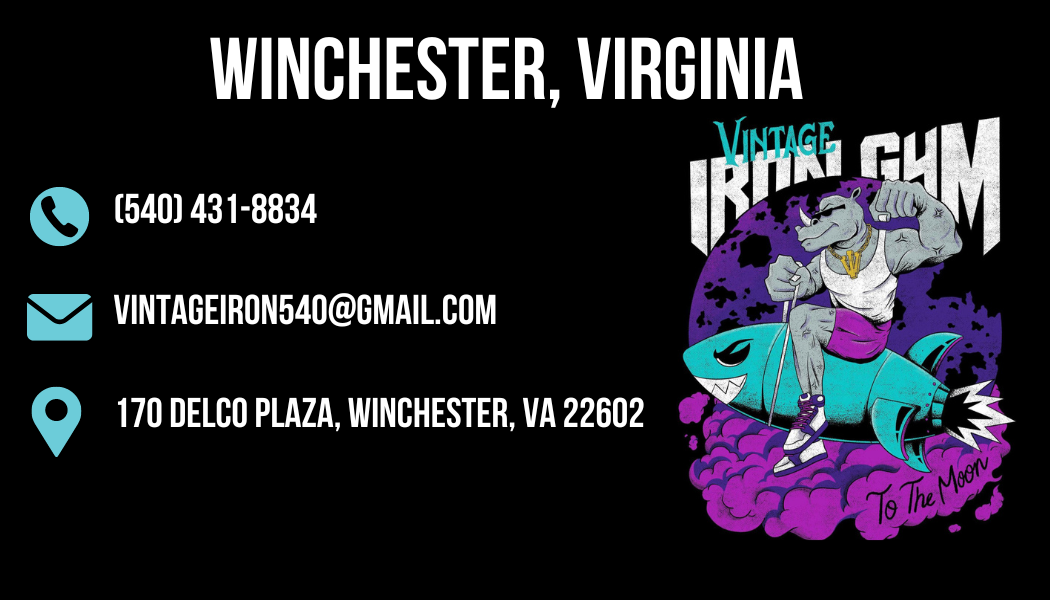 WINCHESTER, VIRGINIA
VINTAGE
IRON GYM
(540) 431-8834
VINTAGEIRON540@GMAIL.COM
170 DELCO PLAZA, WINCHESTER, VA 22602
To The Moon